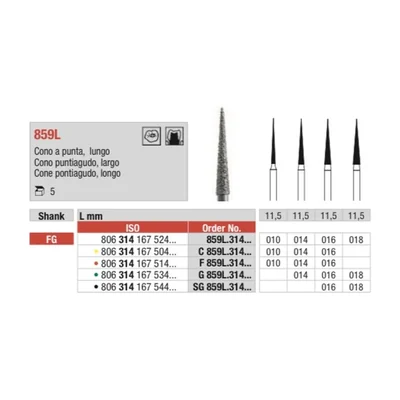 859L
Cono a punta, lungo
Cono puntiagudo, largo
Cone pontiagudo, longo
5
Shank L mm 11,5 11,5 11,5 11,5
ISO Order No.
FG 806 314 167 524... 859L.314... 010 014 016 018
806 314 167 504... C 859L.314... 010 014 016
806 314 167 514... F 859L.314... 010 014 016 018
806 314 167 534... G 859L.314... 014 016 018
806 314 167 544... SG 859L.314... 016